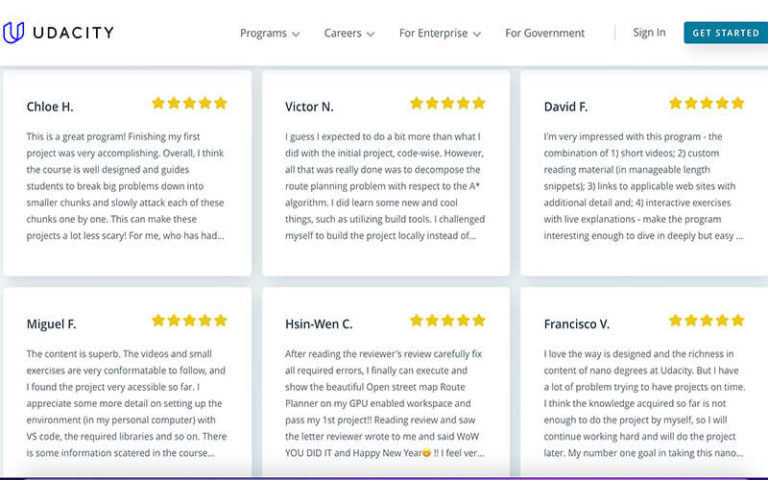 UDACITY
Programs
Careers
For Enterprise
For Government
Sign In
GET STARTED
Chloe H.
This is a great program! Finishing my first
project was very accomplishing. Overall, I think
the course is well designed and guides
students to break big problems down into
smaller chunks and slowly attack each of these
chunks one by one. This can make these
projects a lot less scary! For me, who has had...
Victor N.
I guess I expected to do a bit more than what I
did with the initial project, code-wise. However,
all that was really done was to decompose the
route planning problem with respect to the A*
algorithm. I did learn some new and cool
things, such as utilizing build tools. I challenged
myself to build the project locally instead of...
David F.
I'm very impressed with this program - the
combination of 1) short videos; 2) custom
reading material (in manageable length
snippets); 3) links to applicable web sites with
additional detail and; 4) interactive exercises
with live explanations - make the program
interesting enough to dive in deeply but easy ...
Miguel F.
The content is superb. The videos and small
exercises are very conformatable to follow, and
I found the project very acessible so far. I
appreciate some more detail on setting up the
environment (in my personal computer) with
VS code, the required libraries and so on. There
is some information scatered in the course...
Hsin-Wen C.
After reading the reviewer's review carefully fix
all required errors, I finally can execute and
show the beautiful Open street map Route
Planner on my GPU enabled workspace and
pass my 1st project!! Reading review and saw
the letter reviewer wrote to me and said WoW
YOU DID IT and Happy New Year😄 !! I feel ver...
Francisco V.
I love the way is designed and the richness in
content of nano degrees at Udacity. But I have
a lot of problem trying to have projects on time.
I think the knowledge acquired so far is not
enough to do the project by myself, so I will
continue working hard and will do the project
later. My number one goal in taking this nano...